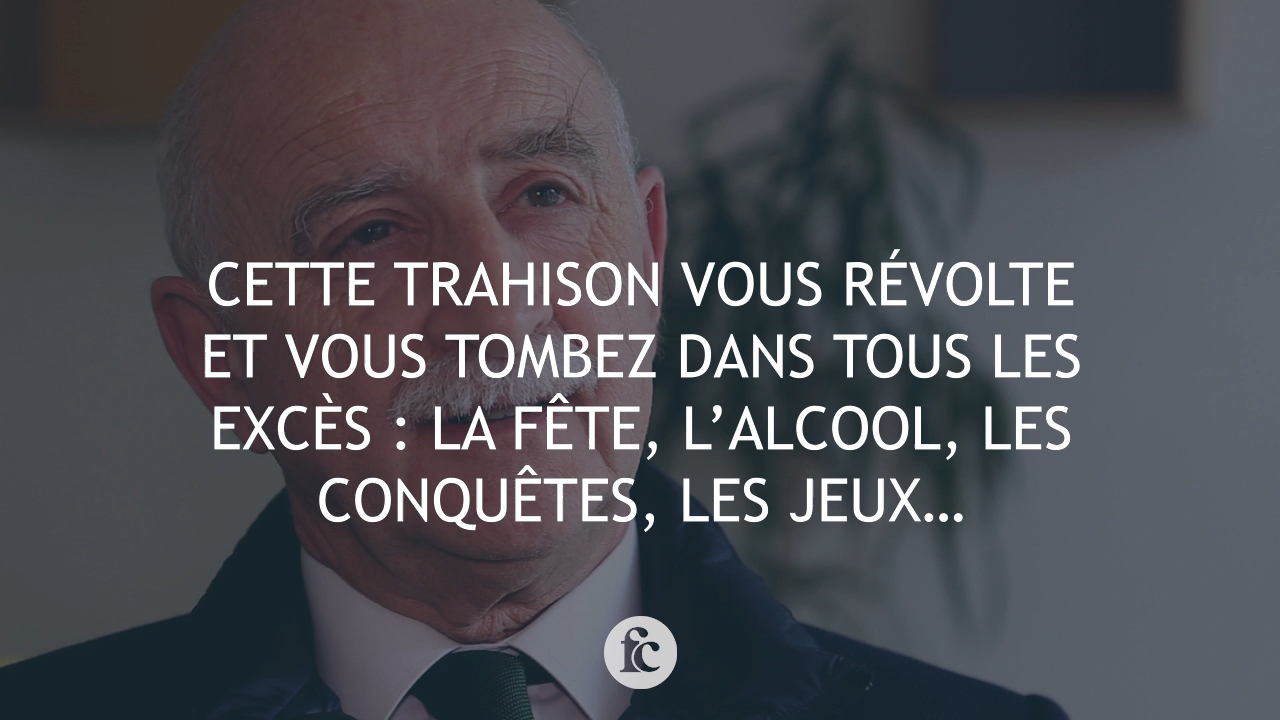 CETTE TRAHISON VOUS RÉVOLTE
ET VOUS TOMBEZ DANS TOUS LES
EXCÈS : LA FÊTE, L’ALCOOL, LES
CONQUÊTES, LES JEUX…
fc